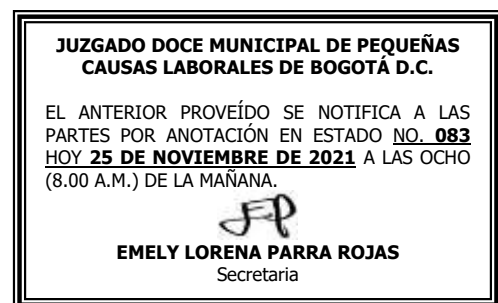 JUZGADO DOCE MUNICIPAL DE PEQUEÑAS
CAUSAS LABORALES DE BOGOTÁ D.C.
EL ANTERIOR PROVEÍDO SE NOTIFICA A LAS
PARTES POR ANOTACIÓN EN ESTADO NO. 083
HOY 25 DE NOVIEMBRE DE 2021 A LAS OCHO
(8.00 A.M.) DE LA MAÑANA.
EMELY LORENA PARRA ROJAS
Secretaria